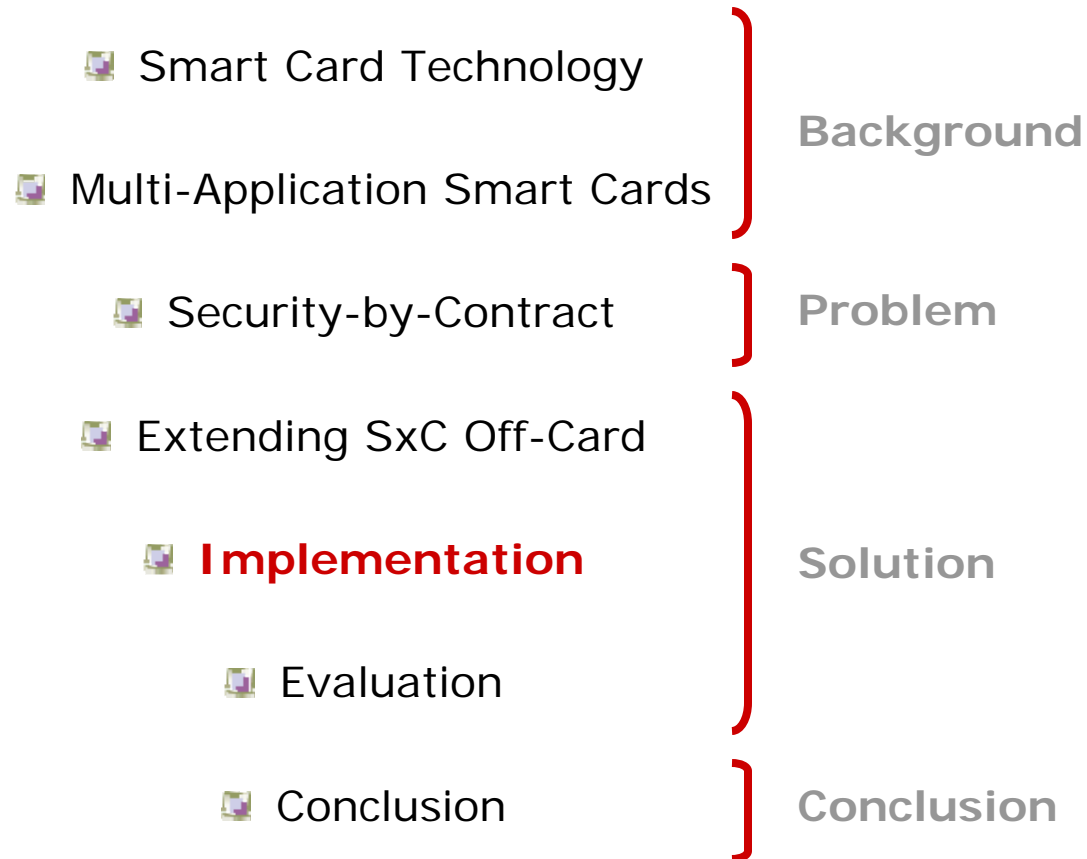 Smart Card Technology
Background
Multi-Application Smart Cards
Security-by-Contract
Problem
Extending SxC Off-Card
Implementation
Solution
Evaluation
Conclusion
Conclusion